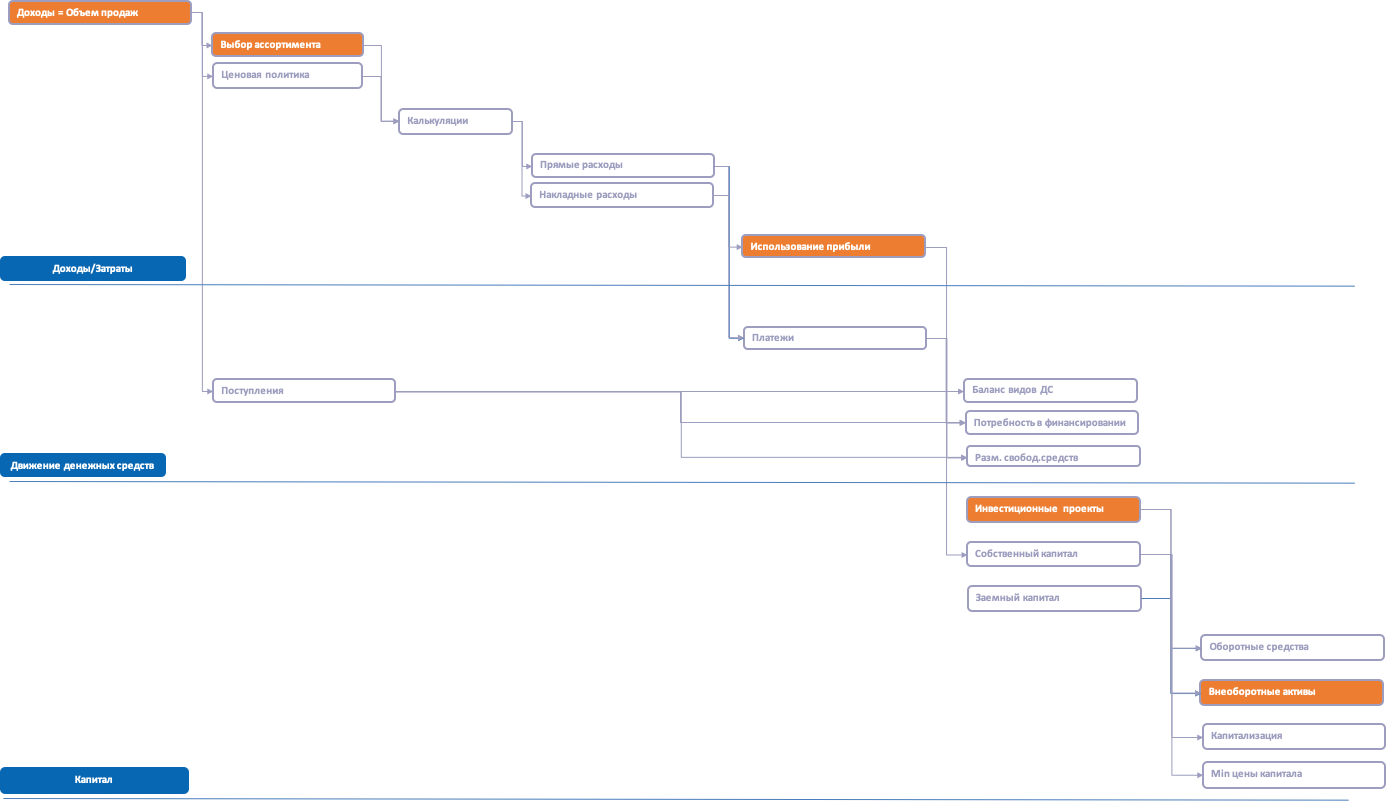 Доходы = Объем продаж
Выбор ассортимента
Ценовая политика
Калькуляции
Прямые расходы
Накладные расходы
Использование прибыли
Доходы/Затраты
Платежи
Поступления
Баланс видов ДС
Потребность в финансировании
Разм. свобод.средств
Движение денежных средств
Инвестиционные проекты
Собственный капитал
Заемный капитал
Оборотные средства
Внеоборотные активы
Капитализация
Min цены капитала
Капитал